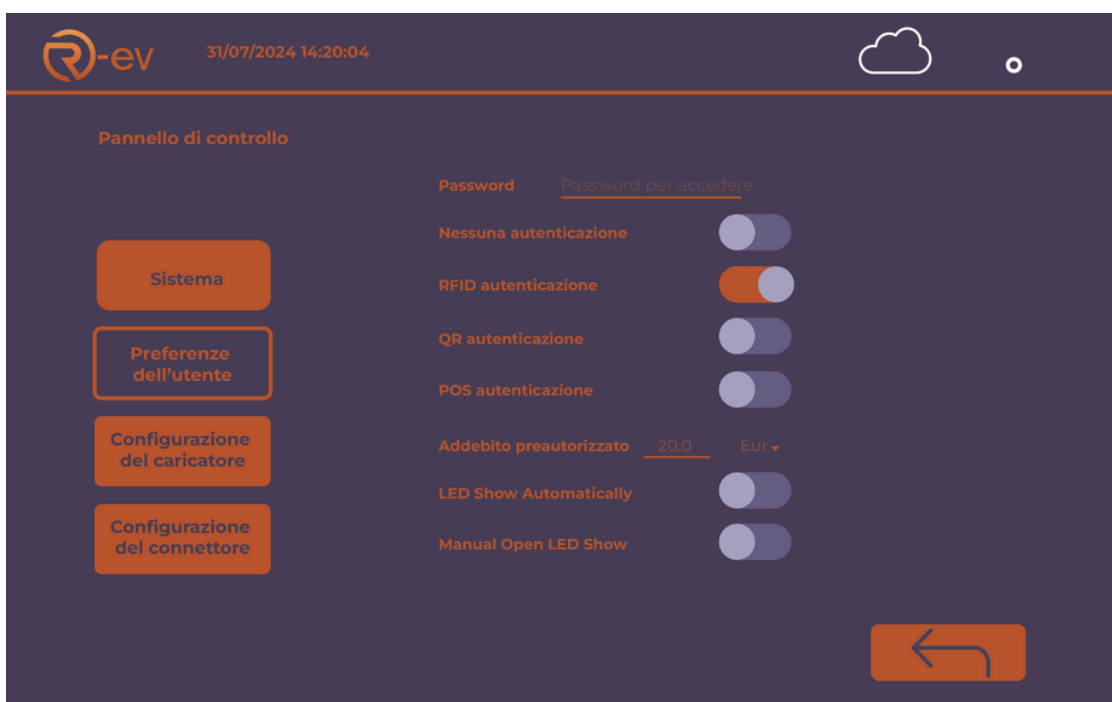 R-ev
31/07/2024 14:20:04
Pannello di controllo
Password Password per accedere
Nessuna autenticazione
Sistema
RFID autenticazione
QR autenticazione
Preferenze
dell'utente
POS autenticazione
Configurazione
del caricatore
Addebito preautorizzato 20.0 Eur
LED Show Automatically
Configurazione
del connettore
Manual Open LED Show